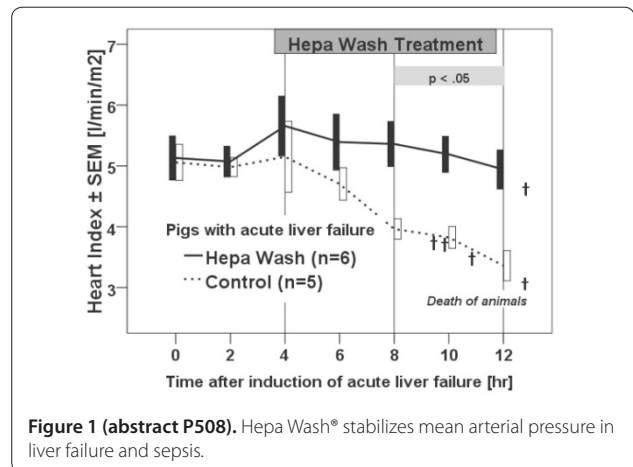 Hepa Wash Treatment
p < .05
Heart Index ± SEM [l/min/m2]
7
6
5
4
3
Pigs with acute liver failure
Hepa Wash (n=6)
Control (n=5)
†
††
†
†
Death of animals
0 2 4 6 8 10 12
Time after induction of acute liver failure [hr]
Figure 1 (abstract P508). Hepa Wash® stabilizes mean arterial pressure in
liver failure and sepsis.